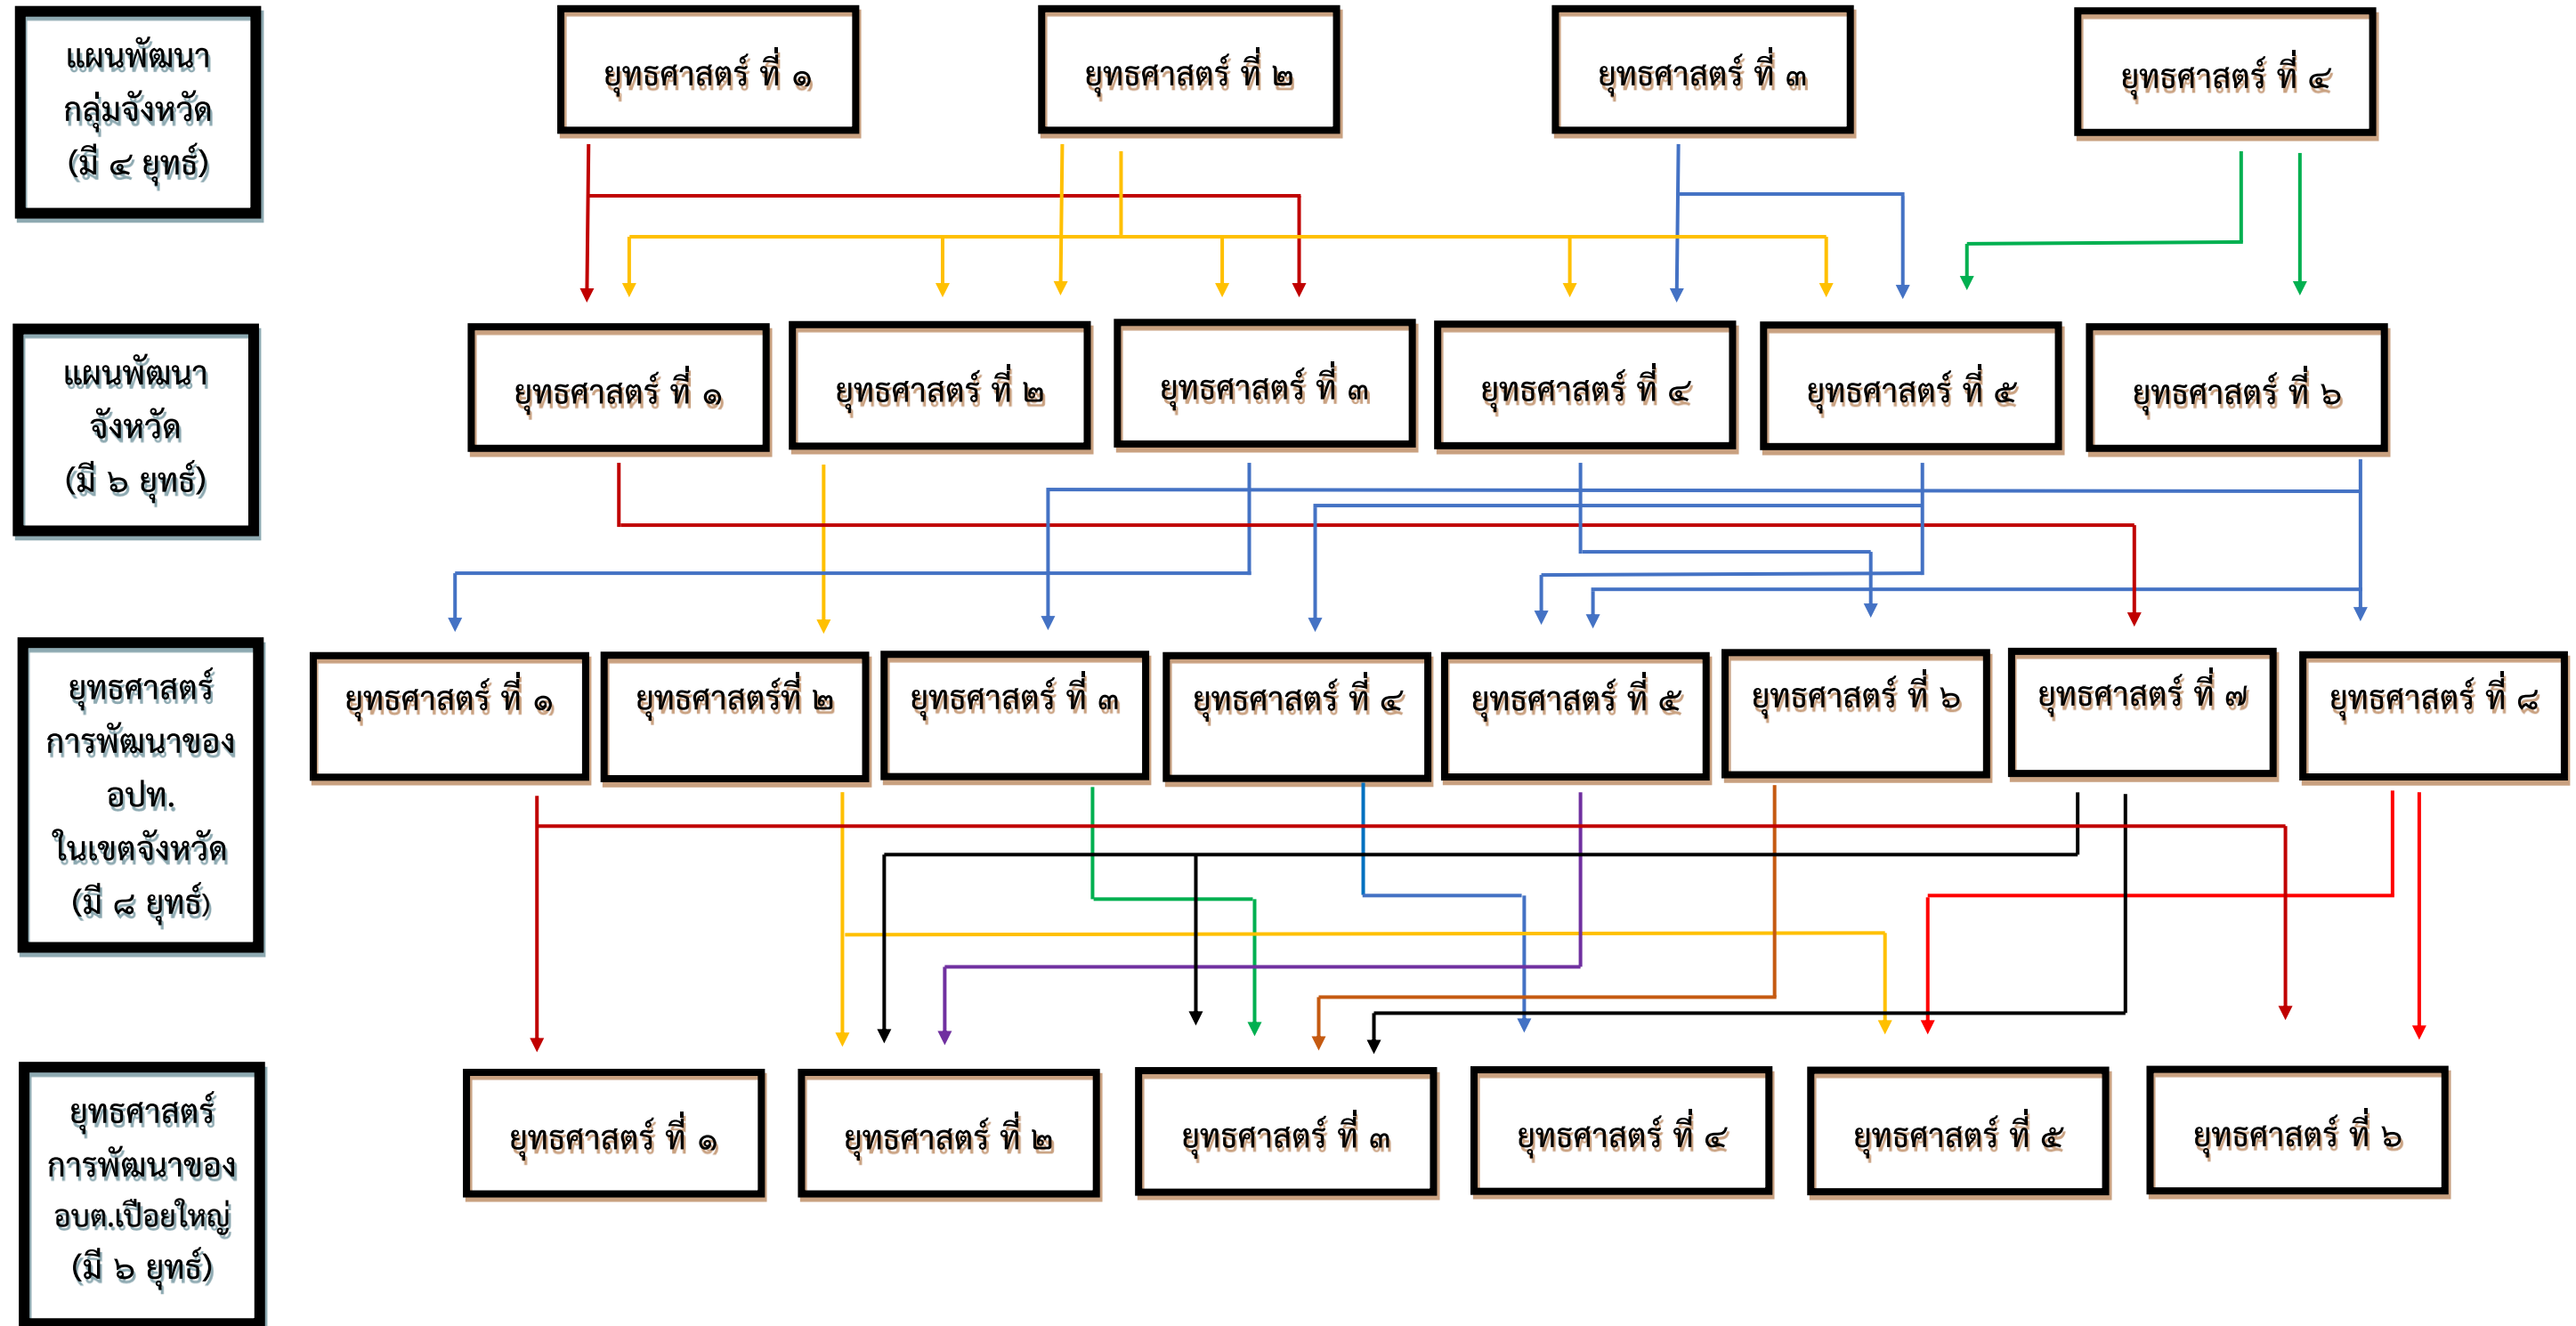 แผนพัฒนา
กลุ่มจังหวัด
(มี ๔ ยุทธ์)
ยุทธศาสตร์ ที่ ๑
ยุทธศาสตร์ ที่ ๒
ยุทธศาสตร์ ที่ ๓
ยุทธศาสตร์ ที่ ๔
แผนพัฒนา
จังหวัด
(มี ๖ ยุทธ์)
ยุทธศาสตร์ ที่ ๑
ยุทธศาสตร์ ที่ ๒
ยุทธศาสตร์ ที่ ๓
ยุทธศาสตร์ ที่ ๔
ยุทธศาสตร์ ที่ ๕
ยุทธศาสตร์ ที่ ๖
ยุทธศาสตร์
การพัฒนาของ
อปท.
ในเขตจังหวัด
(มี ๘ ยุทธ์)
ยุทธศาสตร์ ที่ ๑
ยุทธศาสตร์ที่ ๒
ยุทธศาสตร์ ที่ ๓
ยุทธศาสตร์ ที่ ๔
ยุทธศาสตร์ ที่ ๕
ยุทธศาสตร์ ที่ ๖
ยุทธศาสตร์ ที่ ๗
ยุทธศาสตร์ ที่ ๘
ยุทธศาสตร์
การพัฒนาของ
อบต.เปือยใหญ่
(มี ๖ ยุทธ์)
ยุทธศาสตร์ ที่ ๑
ยุทธศาสตร์ ที่ ๒
ยุทธศาสตร์ ที่ ๓
ยุทธศาสตร์ ที่ ๔
ยุทธศาสตร์ ที่ ๕
ยุทธศาสตร์ ที่ ๖